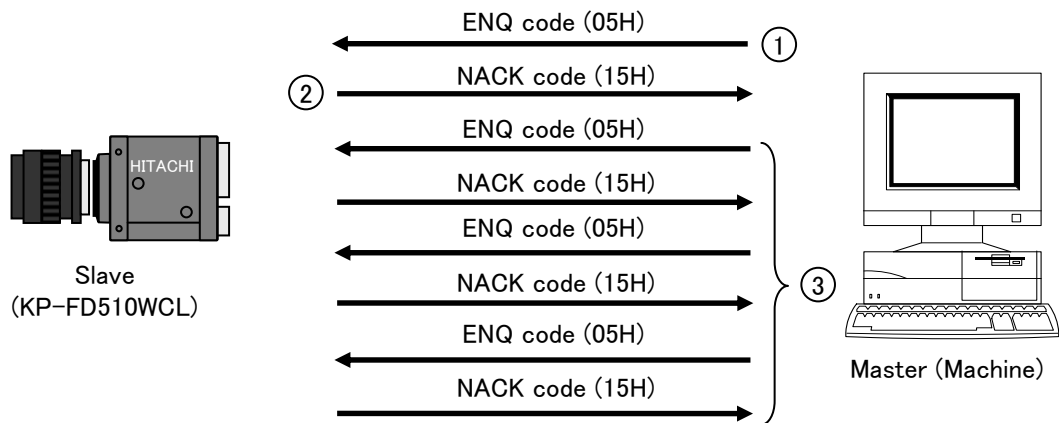 ENQ code (05H)
①
NACK code (15H)
②
ENQ code (05H)
HITACHI
NACK code (15H)
ENQ code (05H)
Slave
(KP-FD510WCL)
NACK code (15H)
③
ENQ code (05H)
Master (Machine)
NACK code (15H)